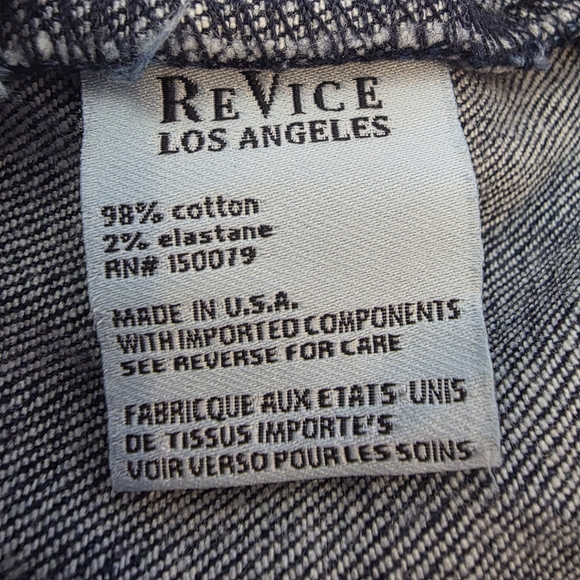 REVICE
LOS ANGELES
98% cotton
2% elastane
RN# 150079
MADE IN U.S.A.
WITH IMPORTED COMPONENTS
SEE REVERSE FOR CARE
FABRICQUE AUX ETATS-UNIS
DE TISSUS IMPORTE'S
VOIR VERSO POUR LES SOINS